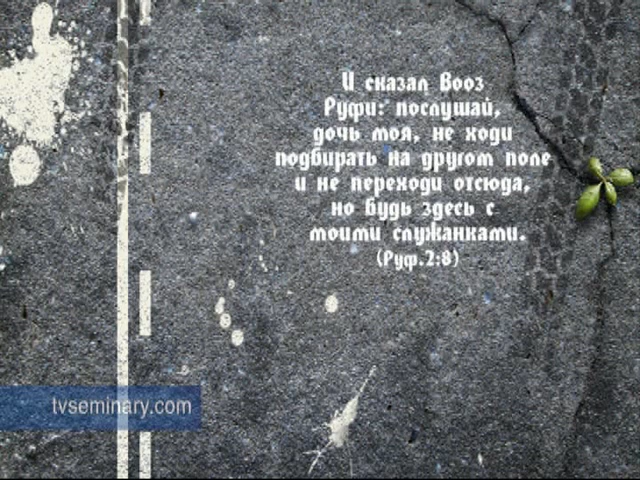 И сказал Вооз
Руфи: послушай,
дочь моя, не ходи
подбирать на другом поле
и не переходи отсюда,
но будь здесь с
моими служанками.
(Руф.2:8)
tvseminary.com